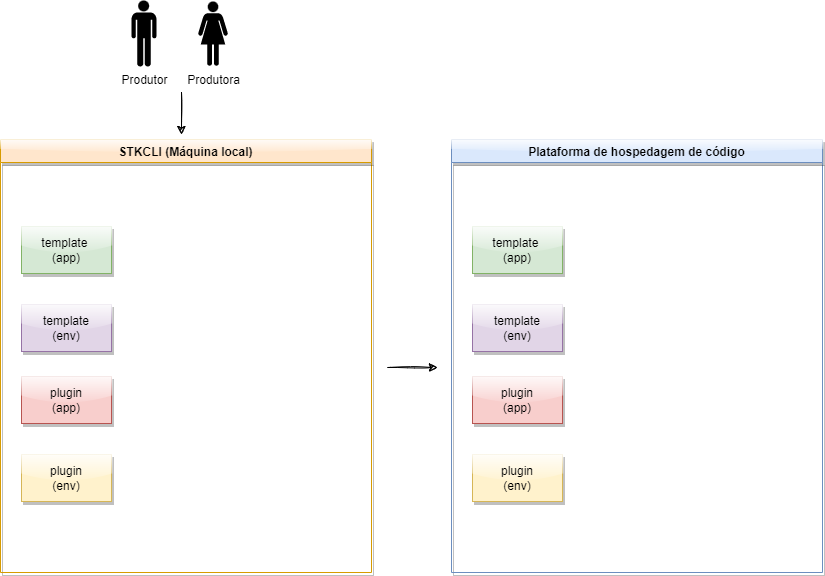 Produtor
Produtora
STKCLI (Máquina local)
template
(app)
template
(env)
plugin
(app)
plugin
(env)
Plataforma de hospedagem de código
template
(app)
template
(env)
plugin
(app)
plugin
(env)